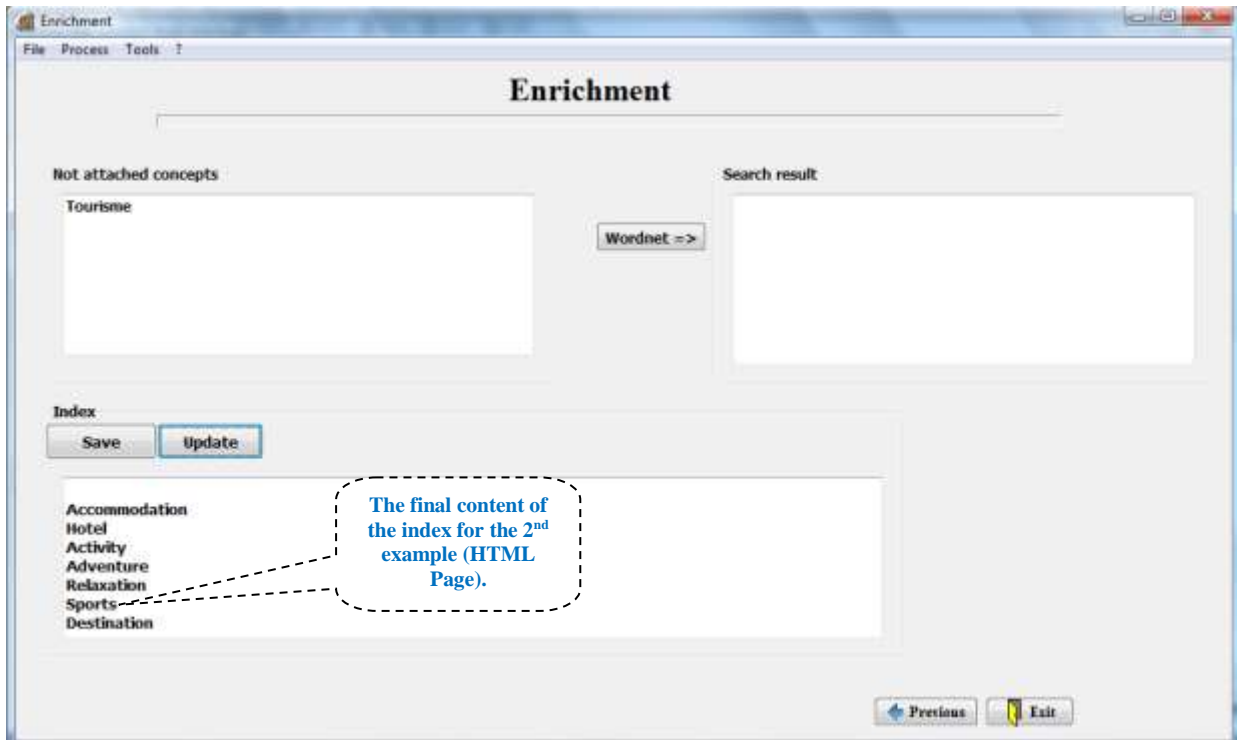 Enrichment
File Process Tools ?
Enrichment
Not attached concepts
Search result
Tourisme
Wordnet =>
Index
Save
Update
Accommodation
Hotel
Activity
Adventure
Relaxation
Sports
Destination
The final content of
the index for the 2nd
example (HTML
Page).
Previous
Exit